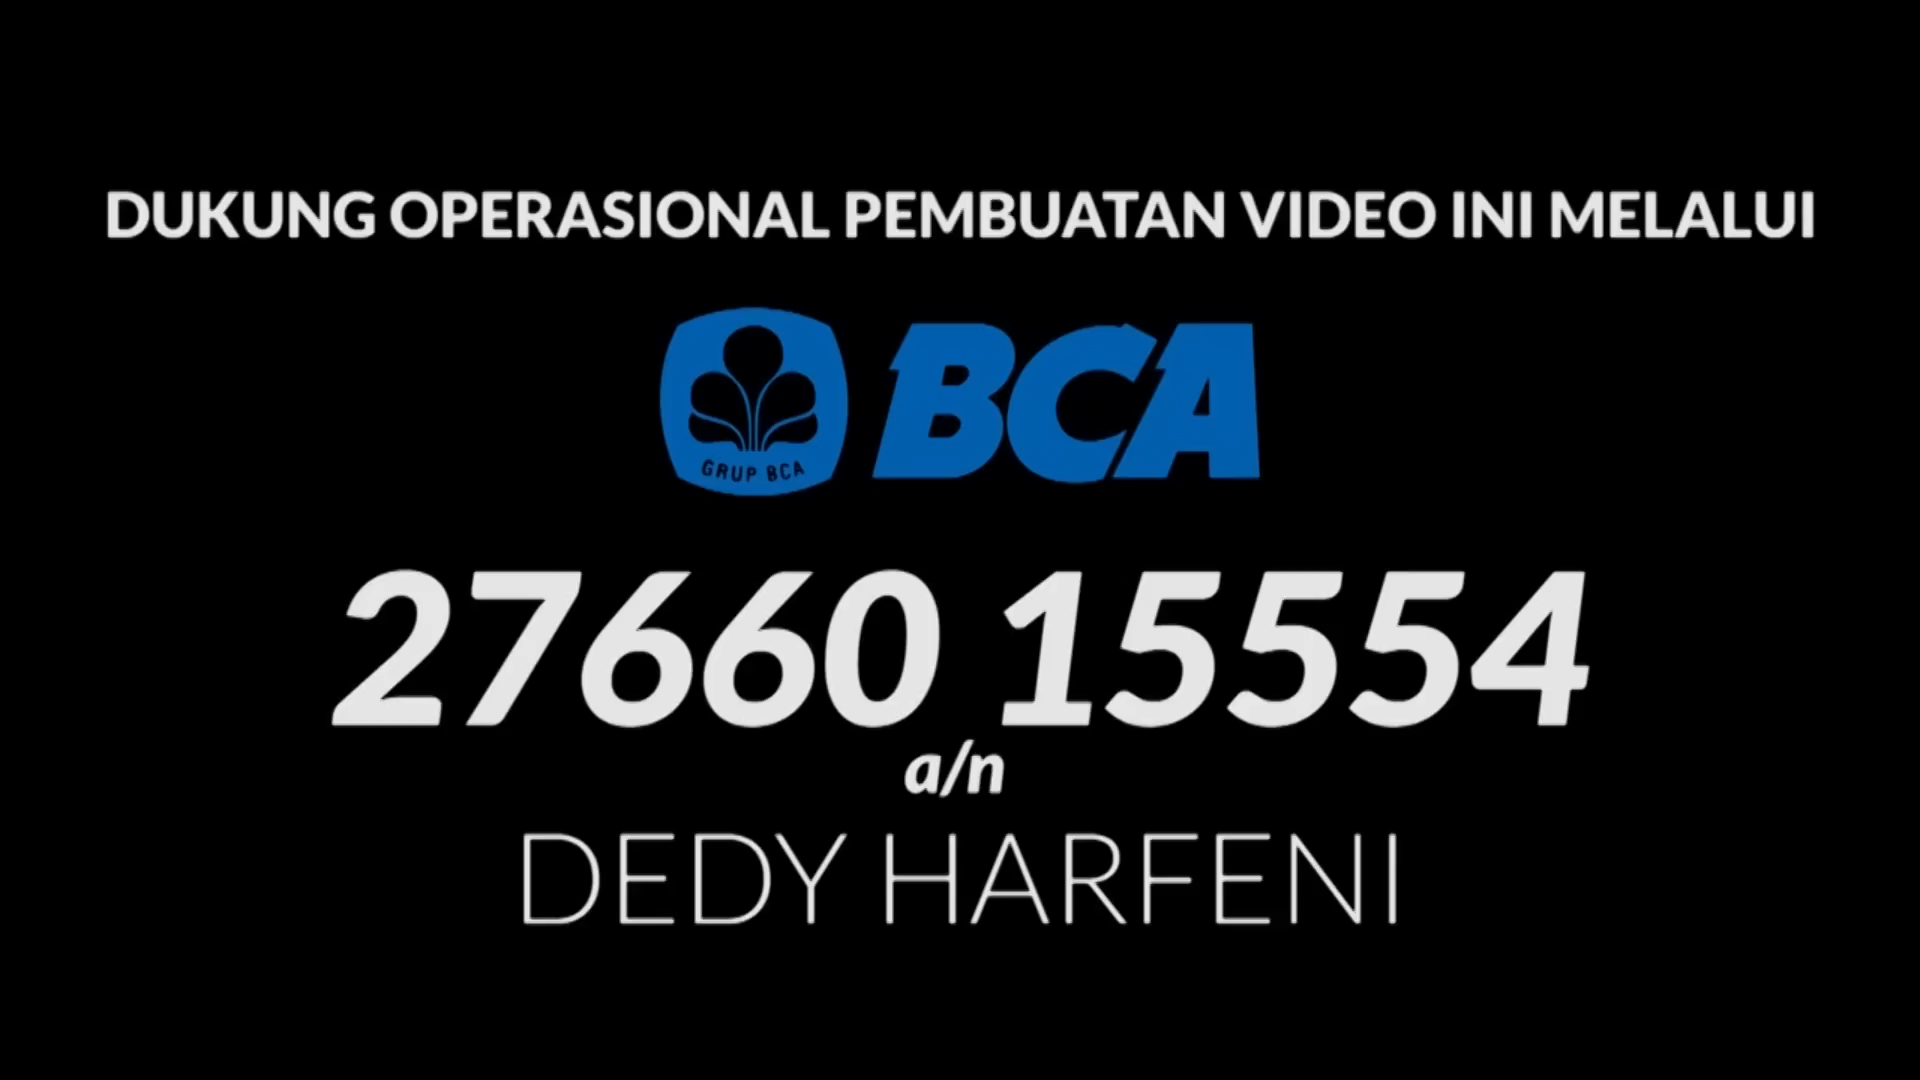 DUKUNG OPERASIONAL PEMBUATAN VIDEO INI MELALUI
GRUP BCA
BCA
27660 15554
a/n
DEDY HARFENI